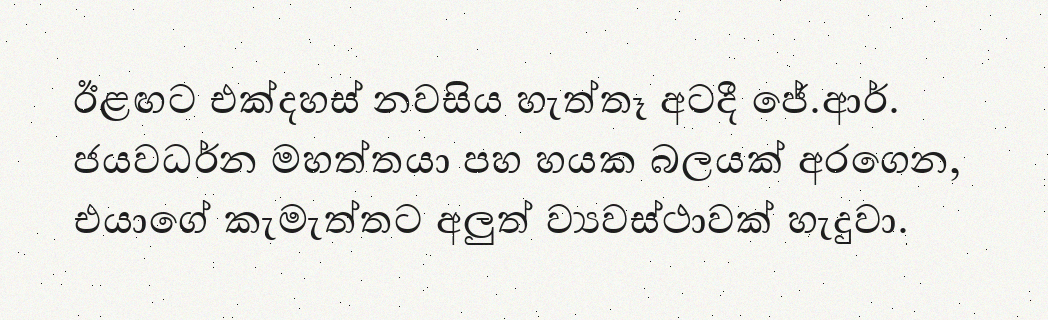 ඊළඟට එක්දහස් නවසිය හැත්තෑ අටදී ජේ.ආර්.
ජයවර්ධන මහත්තයා පහ හයක බලයක් අරගෙන,
එයාගේ කැමැත්තට අලුත් ව්‍යවස්ථාවක් හැදුවා.